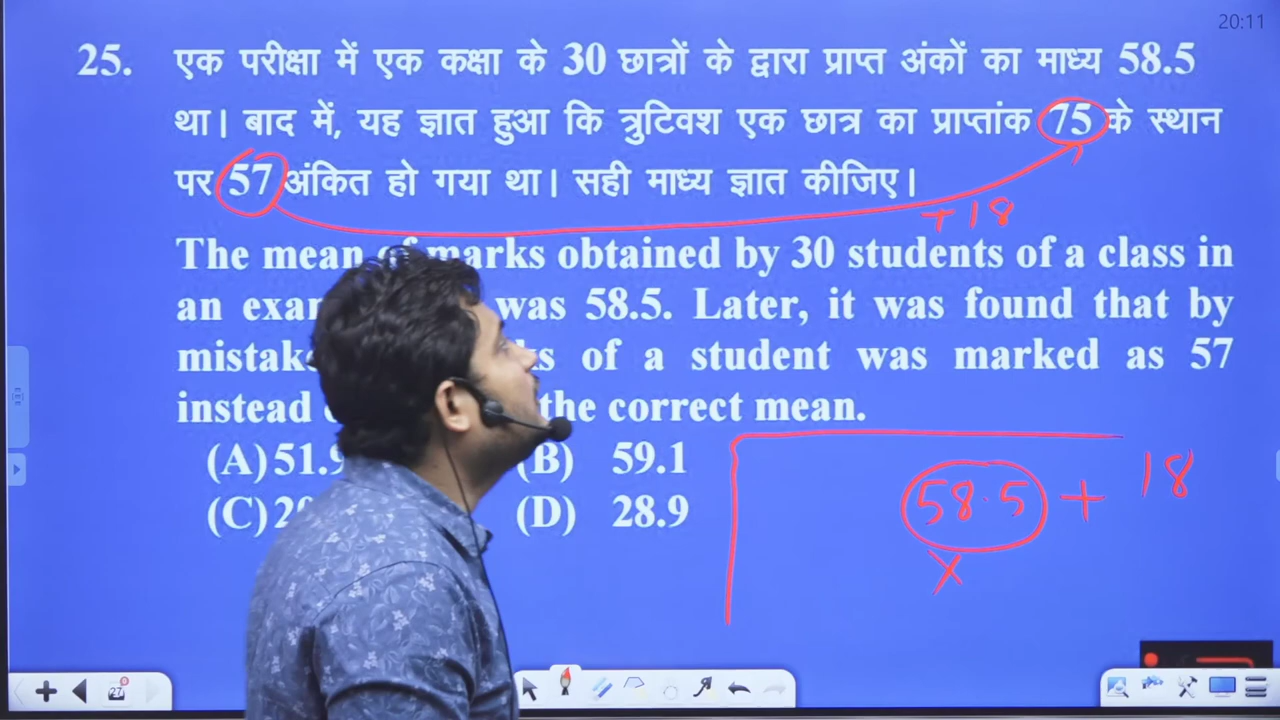 20:11
25. एक परीक्षा में एक कक्षा के 30 छात्रों के द्वारा प्राप्त अंकों का माध्य 58.5
था। बाद में, यह ज्ञात हुआ कि त्रुटिवश एक छात्र का प्राप्तांक 75 के स्थान
पर 57 अंकित हो गया था। सही माध्य ज्ञात कीजिए।
+18
The mean of marks obtained by 30 students of a class in
an was 58.5. Later, it was found that by
of a student was marked as 57
instead the correct mean.
(A) 51.9 (B) 59.1
(C) (D) 28.9
58.5 + 18
x
27